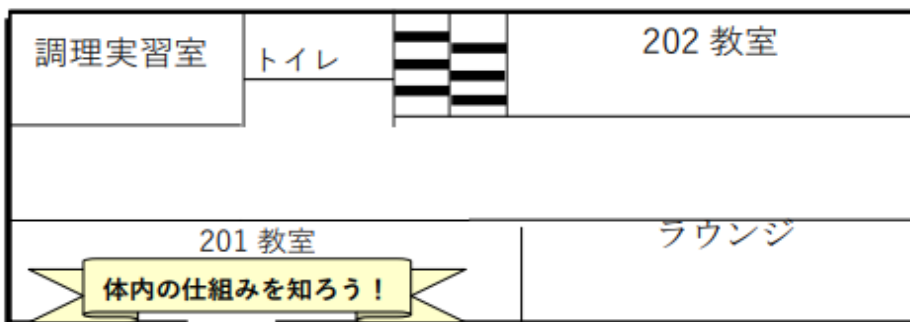 調理実習室
トイレ
202 教室
201 教室
ラウンジ
体内の仕組みを知ろう！